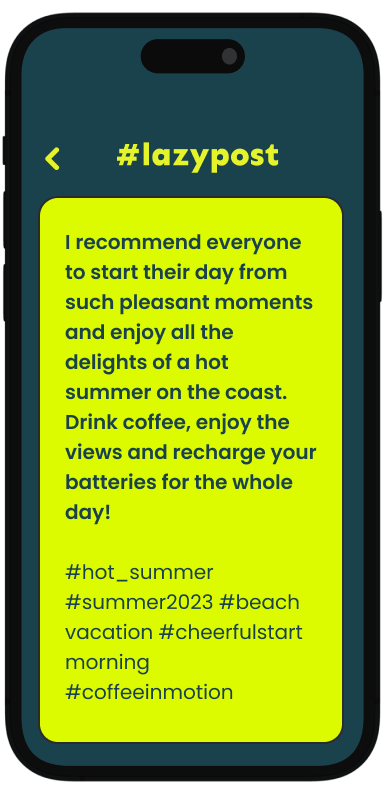 #lazypost
I recommend everyone
to start their day from
such pleasant moments
and enjoy all the
delights of a hot
summer on the coast.
Drink coffee, enjoy the
views and recharge your
batteries for the whole
day!
#hot_summer
#summer2023 #beach
vacation #cheerfulstart
morning
#coffeeinmotion